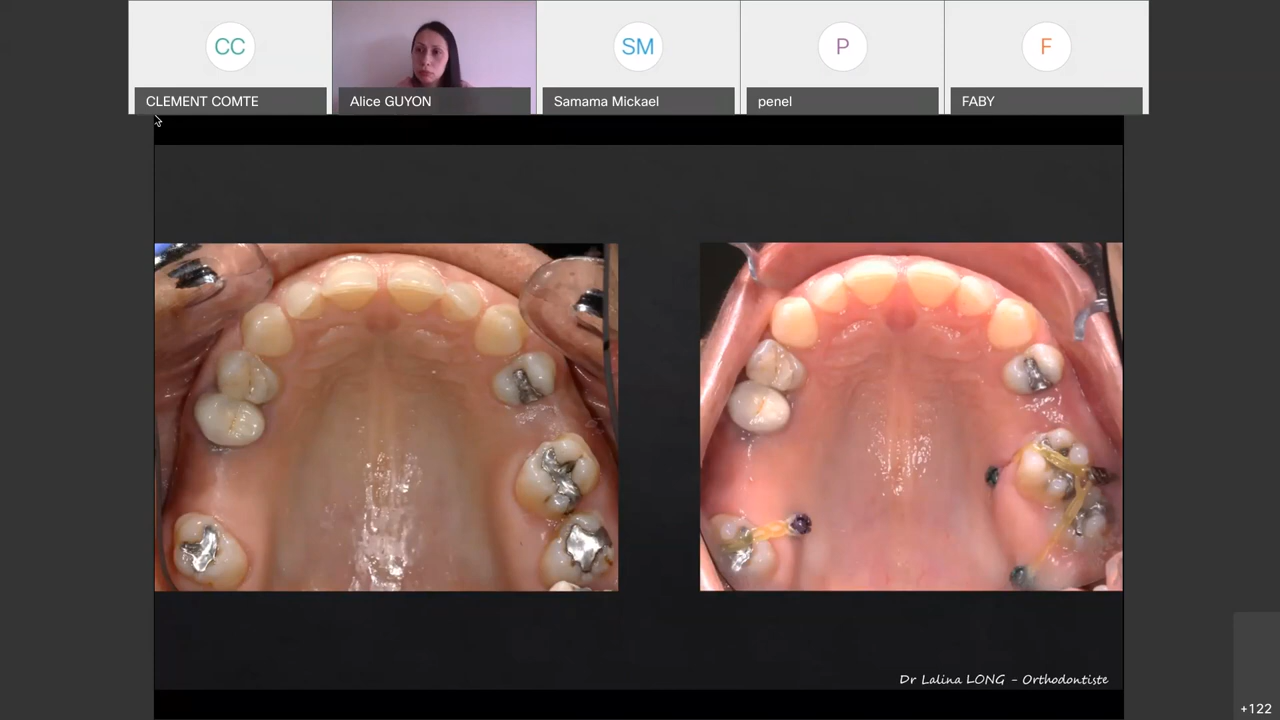 CC
SM
P
F
CLEMENT COMTE
Alice GUYON
Samama Mickael
penel
FABY
Dr Lalina LONG - Orthodontiste
+122